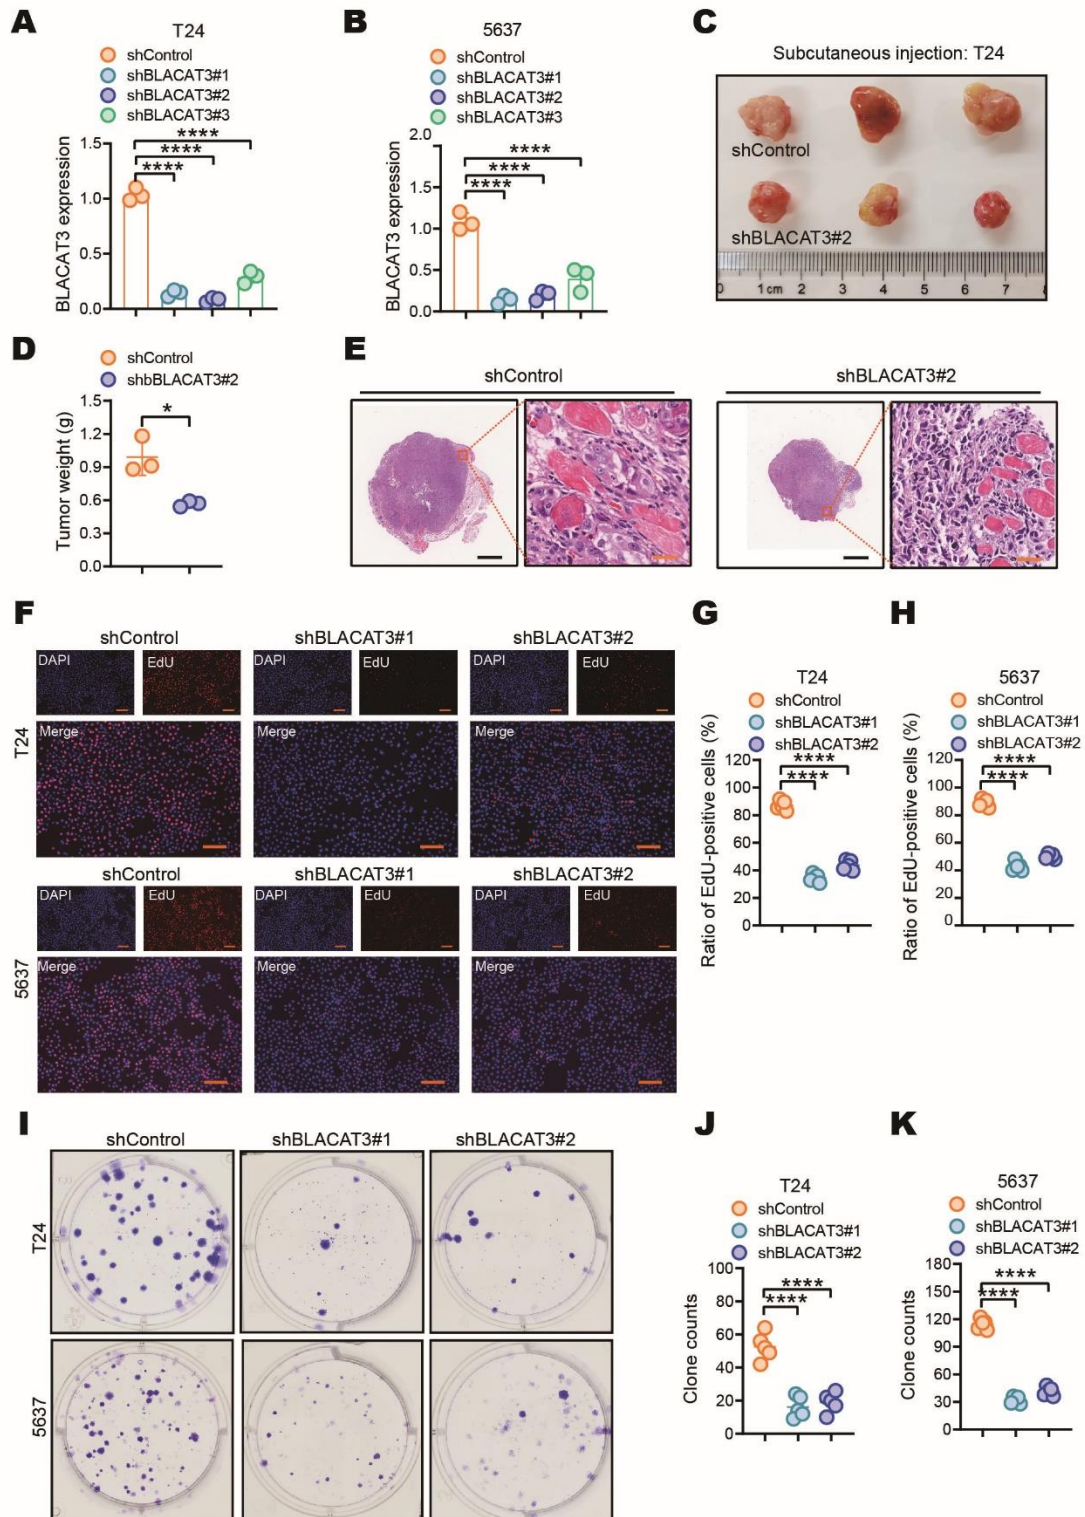 A
T24
shControl
shBLACAT3#1
shBLACAT3#2
shBLACAT3#3
****
****
****
BLACAT3 expression
1.5
1.0
0.5
0.0
B
5637
shControl
shBLACAT3#1
shBLACAT3#2
shBLACAT3#3
****
****
****
BLACAT3 expression
2.0
1.5
1.0
0.5
0.0
C
Subcutaneous injection: T24
shControl
shBLACAT3#2
0 1cm 2 3 4 5 6 7 8
D
shControl
shbBLACAT3#2
*
Tumor weight (g)
1.5
1.2
0.9
0.6
0.3
0.0
E
shControl
shBLACAT3#2
F
shControl shBLACAT3#1 shBLACAT3#2
T24
DAPI EdU DAPI EdU DAPI EdU
Merge Merge Merge
shControl shBLACAT3#1 shBLACAT3#2
5637
DAPI EdU DAPI EdU DAPI EdU
Merge Merge Merge
G
T24
shControl
shBLACAT3#1
shBLACAT3#2
****
****
Ratio of EdU-positive cells (%)
120
100
80
60
40
20
0
H
5637
shControl
shBLACAT3#1
shBLACAT3#2
****
****
Ratio of EdU-positive cells (%)
120
100
80
60
40
20
0
I
shControl shBLACAT3#1 shBLACAT3#2
T24
5637
J
T24
shControl
shBLACAT3#1
shBLACAT3#2
****
****
Clone counts
100
80
60
40
20
0
K
5637
shControl
shBLACAT3#1
shBLACAT3#2
****
****
Clone counts
180
150
120
90
60
30
0